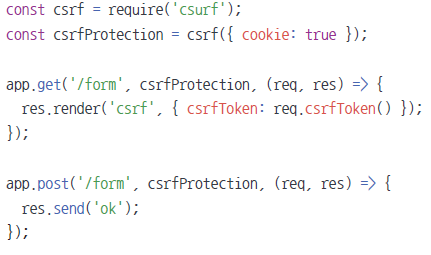 const csrf = require('csurf');
const csrfProtection = csrf({ cookie: true });
app.get('/form', csrfProtection, (req, res) => {
res.render('csrf', { csrfToken: req.csrfToken() });
});
app.post('/form', csrfProtection, (req, res) => {
res.send('ok');
});